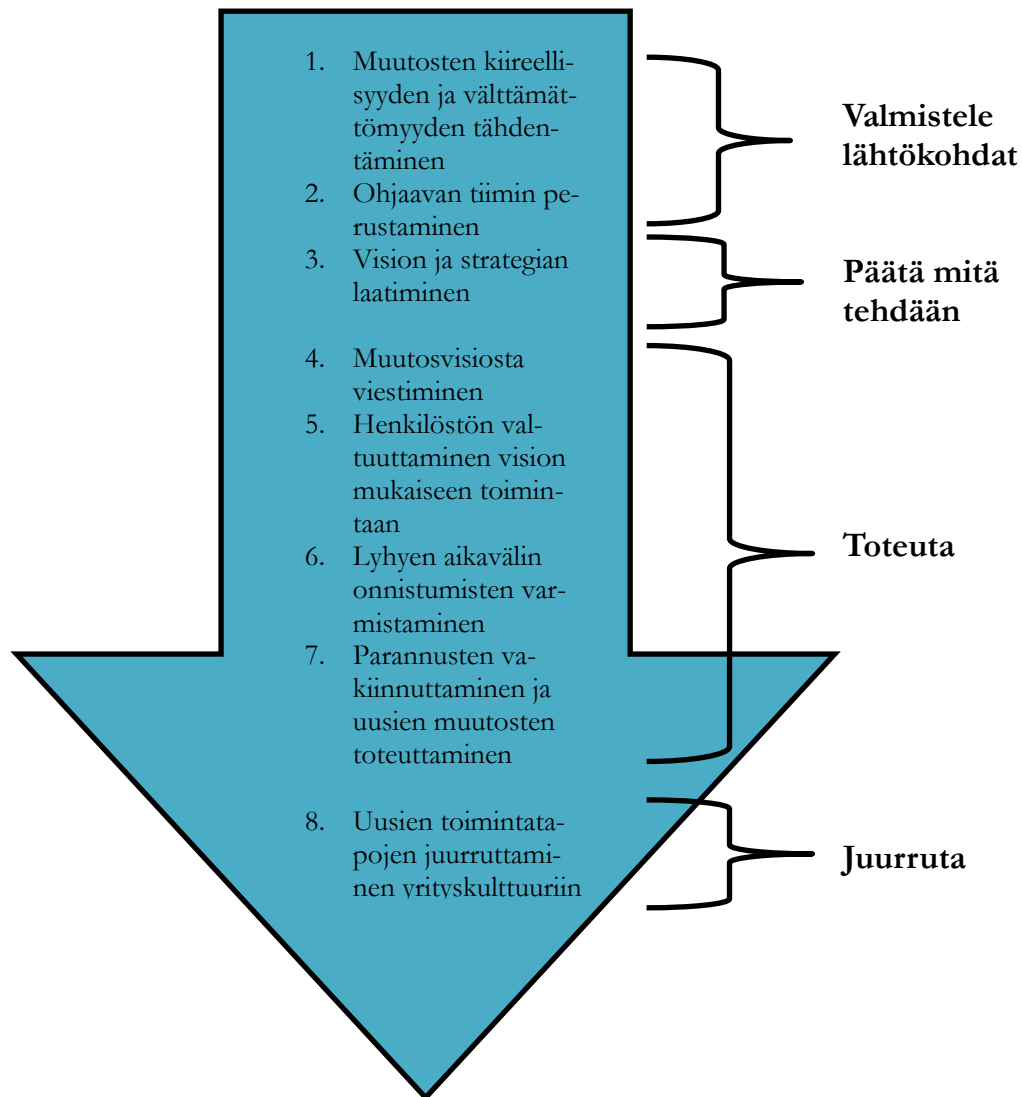 1. Muutosten kiireelli-
syyden ja välttämät-
tömyyden tähden-
täminen
2. Ohjaavan tiimin pe-
rustaminen
3. Vision ja strategian
laatiminen
4. Muutosvisiosta
viestiminen
5. Henkilöstön val-
tuuttaminen vision
mukaiseen toimin-
taan
6. Lyhyen aikavälin
onnistumisten var-
mistaminen
7. Parannusten va-
kiinnuttaminen ja
uusien muutosten
toteuttaminen
8. Uusien toimintata-
pojen juurruttami-
nen yrityskulttuuriin
Valmistele
lähtökohdat
Päätä mitä
tehdään
Toteuta
Juurruta